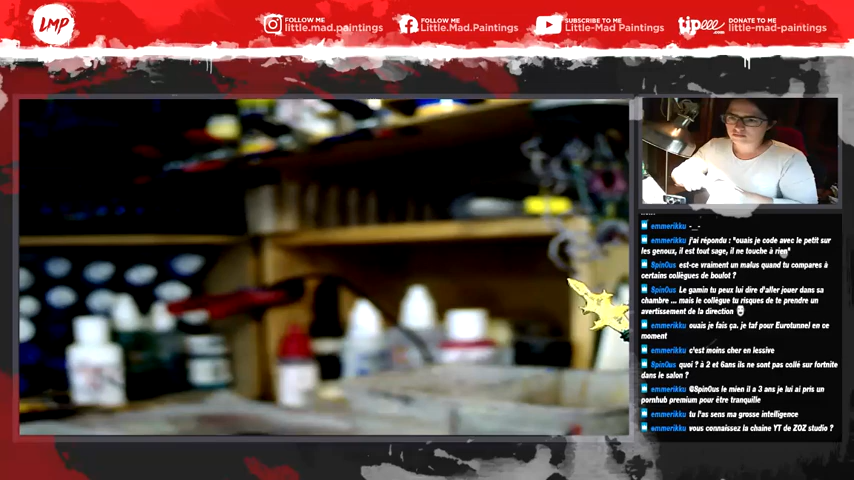 LMP
FOLLOW ME
little.mad.paintings
FOLLOW ME
Little.Mad.Paintings
SUBSCRIBE TO ME
Little-Mad Paintings
tipeee
.com
DONATE TO ME
little-mad-paintings
emmerikku -_-
emmerikku j'ai répondu : "ouais je code avec le petit sur
les genoux, il est tout sage, il ne touche à rien"
Spin0us est-ce vraiment un malus quand tu compares à
certains collègues de boulot ?
Spin0us Le gamin tu peux lui dire d'aller jouer dans sa
chambre ... mais le collègue tu risques de te prendre un
avertissement de la direction
emmerikku ouais je fais ça. je taf pour Eurotunnel en ce
moment
emmerikku c'est moins cher en lessive
Spin0us quoi ? à 2 et 6ans ils ne sont pas collé sur fortnite
dans le salon ?
emmerikku @Spin0us le mien il a 3 ans je lui ai pris un
pornhub premium pour être tranquille
emmerikku tu l'as sens ma grosse intelligence
emmerikku vous connaissez la chaine YT de ZOZ studio ?